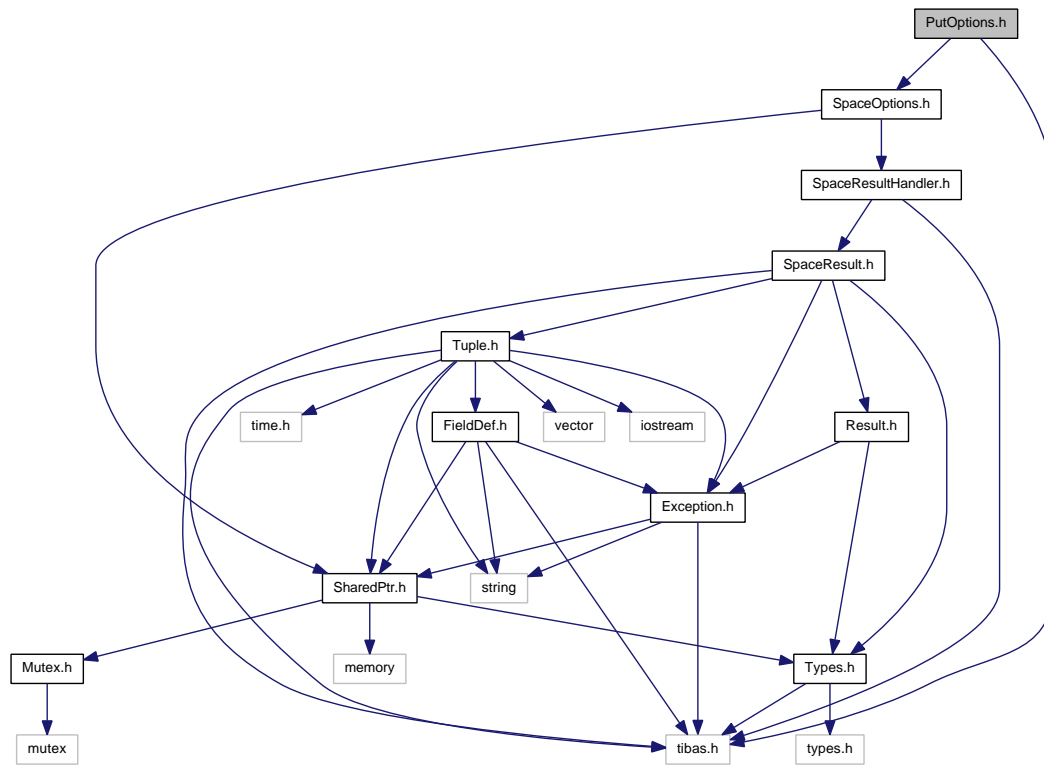 PutOptions.h
SpaceOptions.h
SpaceResultHandler.h
SpaceResult.h
Tuple.h
time.h
FieldDef.h
vector
iostream
Result.h
Exception.h
SharedPtr.h
string
Mutex.h
memory
Types.h
mutex
tibas.h
types.h